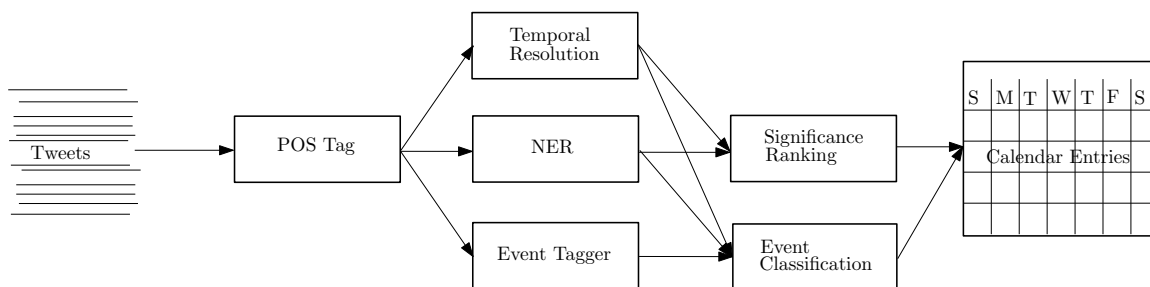 Tweets
POS Tag
Temporal
Resolution
NER
Event Tagger
Significance
Ranking
Event
Classification
S M T W T F S
Calendar Entries